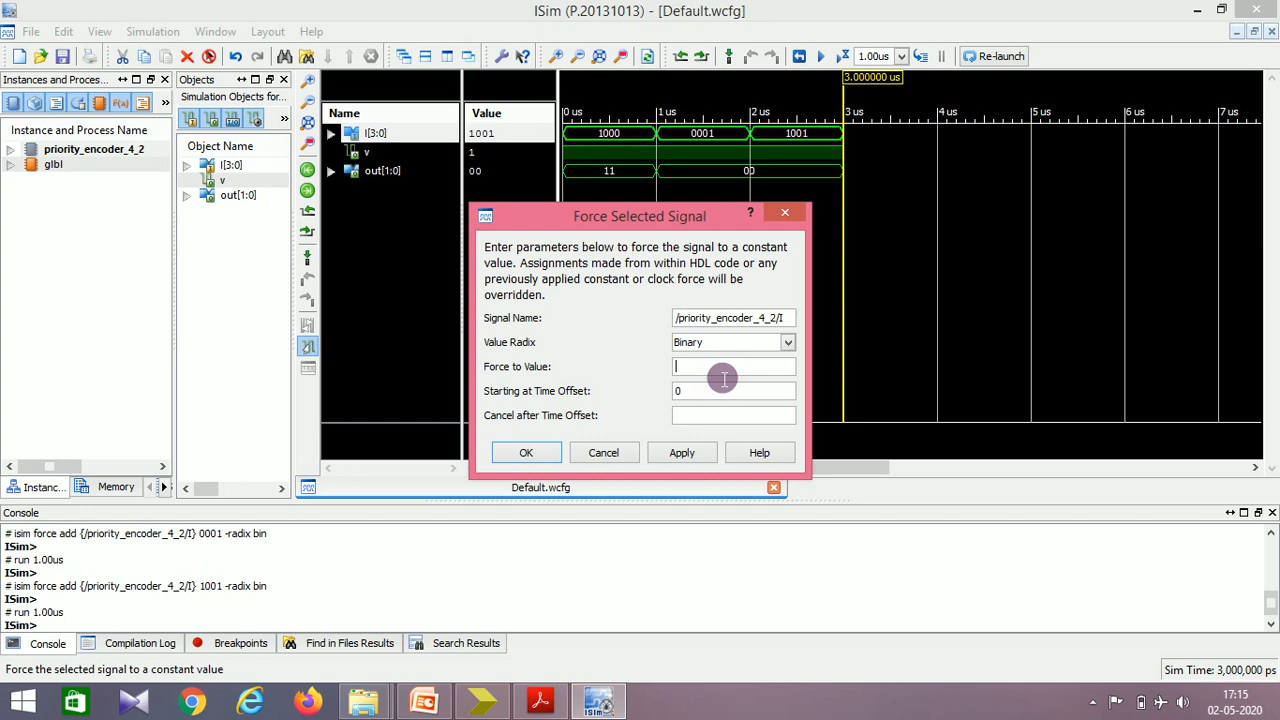 ISim (P.20131013) - [Default.wcfg]
File Edit View Simulation Window Layout Help
1.00us Re-launch
Instances and Proce...
Objects
Simulation Objects for...
Instance and Process Name
priority_encoder_4_2
glbl
Object Name
I[3:0]
v
out[1:0]
Name Value
I[3:0] 1001
v 1
out[1:0] 00
3.000000 us
0 us 1 us 2 us 3 us 4 us 5 us 6 us 7 us
1000 0001 1001
11 00
Force Selected Signal
Enter parameters below to force the signal to a constant
value. Assignments made from within HDL code or any
previously applied constant or clock force will be
overridden.
Signal Name: /priority_encoder_4_2/I
Value Radix Binary
Force to Value:
Starting at Time Offset: 0
Cancel after Time Offset:
OK Cancel Apply Help
Instanc... Memory
Default.wcfg
Console
# isim force add {/priority_encoder_4_2/I} 0001 -radix bin
ISim>
# run 1.00us
ISim>
# isim force add {/priority_encoder_4_2/I} 1001 -radix bin
ISim>
# run 1.00us
ISim>
Console Compilation Log Breakpoints Find in Files Results Search Results
Force the selected signal to a constant value
Sim Time: 3,000,000 ps
17:15
02-05-2020